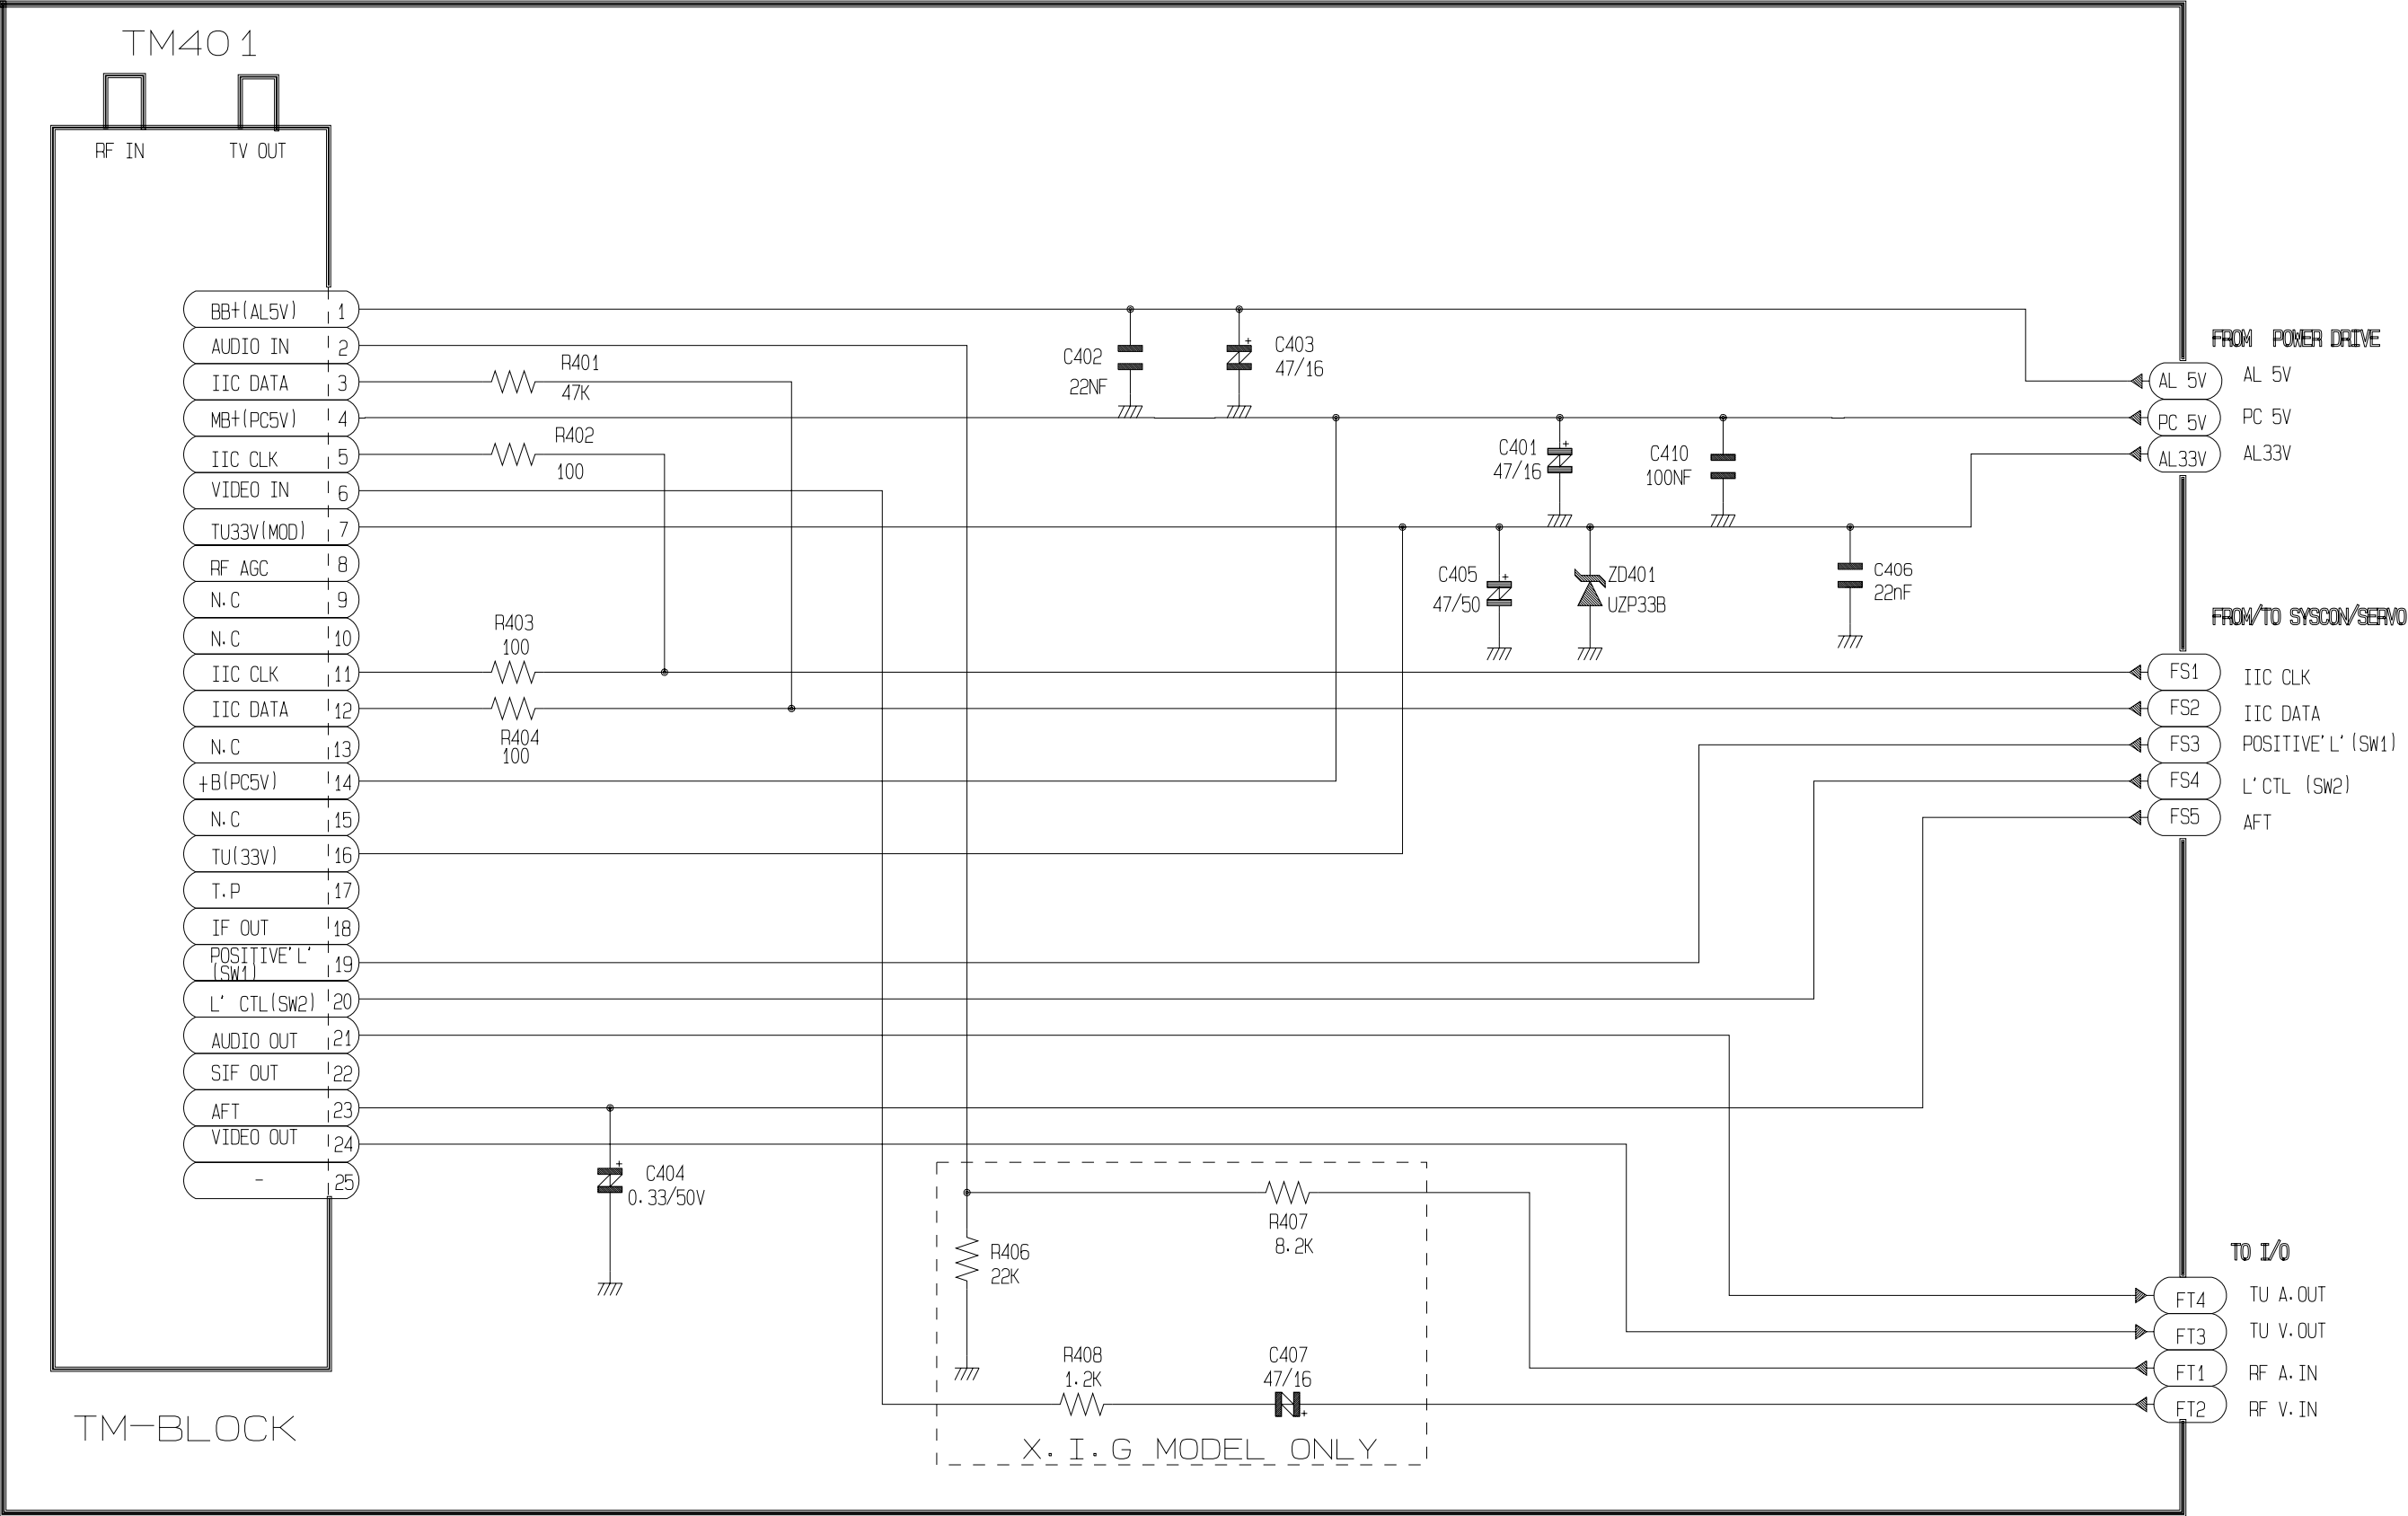 TM401
RF IN TV OUT
BB+(AL5V) 1
AUDIO IN 2
IIC DATA 3
MB+(PC5V) 4
IIC CLK 5
VIDEO IN 6
TU33V(MOD) 7
RF AGC 8
N.C 9
N.C 10
IIC CLK 11
IIC DATA 12
N.C 13
+B(PC5V) 14
N.C 15
TU(33V) 16
T.P 17
IF OUT 18
POSITIVE'L'
(SW1) 19
L' CTL(SW2) 20
AUDIO OUT 21
SIF OUT 22
AFT 23
VIDEO OUT 24
- 25
TM-BLOCK
R401
47K
R402
100
R403
100
R404
100
C402
22NF
+
C403
47/16
+
C401
47/16
C410
100NF
+
C405
47/50
ZD401
UZP33B
C406
22nF
+
C404
0.33/50V
R407
8.2K
R406
22K
R408
1.2K
C407
47/16
+
X.I.G MODEL ONLY
FROM POWER DRIVE
AL 5V AL 5V
PC 5V PC 5V
AL33V AL33V
FROM/TO SYSCON/SERVO
FS1 IIC CLK
FS2 IIC DATA
FS3 POSITIVE'L'(SW1)
FS4 L'CTL (SW2)
FS5 AFT
TO I/O
FT4 TU A.OUT
FT3 TU V.OUT
FT1 RF A.IN
FT2 RF V.IN